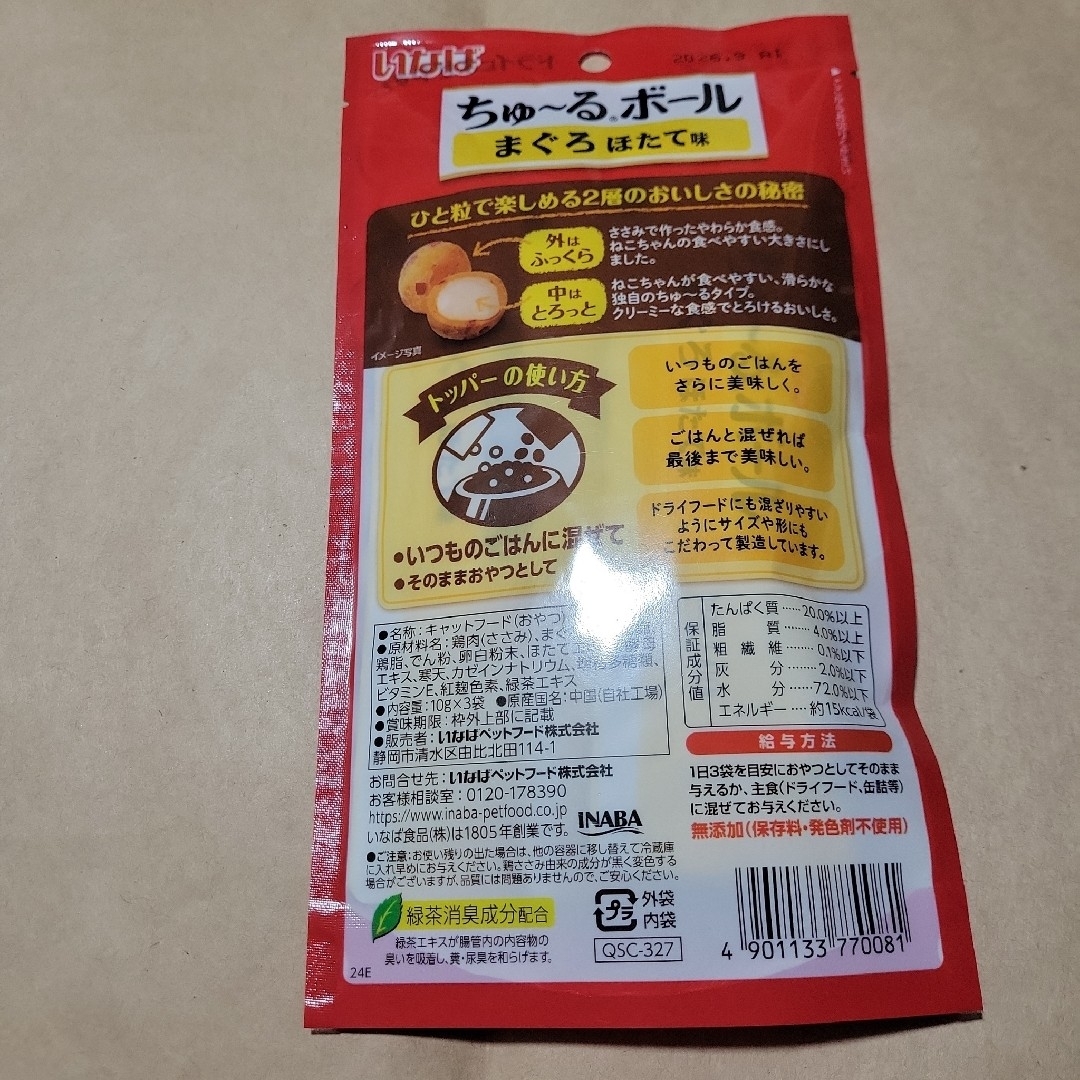 いなば
2026.9
ちゅ～る®ボール
まぐろ ほたて味
ひと粒で楽しめる2層のおいしさの秘密
外は
ふっくら
ささみで作ったやわらか食感。
ねこちゃんの食べやすい大きさにし
ました。
中は
とろっと
ねこちゃんが食べやすい、滑らかな
独自のちゅ～るタイプ。
クリーミーな食感でとろけるおいしさ。
イメージ写真
トッパーの使い方
●いつものごはんに混ぜて
●そのままおやつとして
いつものごはんを
さらに美味しく。
ごはんと混ぜれば
最後まで美味しい。
ドライフードにも混ざりやすい
ようにサイズや形にも
こだわって製造しています。
●名称:キャットフード(おやつ)
●原材料名:鶏肉(ささみ)、まぐ
鶏脂、でん粉、卵白粉末、ほたて
エキス、寒天、カゼインナトリウム、
ビタミンE、紅麹色素、緑茶エキス
●内容量:10g×3袋 ●原産国名:中国(自社工場)
●賞味期限:枠外上部に記載
●販売者:いなばペットフード株式会社
静岡市清水区由比北田114-1
保証成分値
たんぱく質……20.0%以上
脂質……4.0%以上
粗繊維……0.1%以下
灰分……2.0%以下
水分……72.0%以下
エネルギー……約15kcal/袋
給与方法
1日3袋を目安におやつとしてそのまま
与えるか、主食(ドライフード、缶詰等)
に混ぜてお与えください。
無添加(保存料・発色剤不使用)
お問合せ先:いなばペットフード株式会社
お客様相談室:0120-178390
https://www.inaba-petfood.co.jp
いなば食品(株)は1805年創業です。
INABA
●ご注意:お使い残りの出た場合は、他の容器に移し替えて冷蔵庫
に入れ早めにお与えください。鶏ささみ由来の成分が黒く変色する
場合がございますが、品質には問題ありませんので、ご安心ください。
緑茶消臭成分配合
緑茶エキスが腸管内の内容物の
臭いを吸着し、糞・尿臭を和らげます。
プラ
外袋
内袋
QSC-327
4 901133 770081
24E